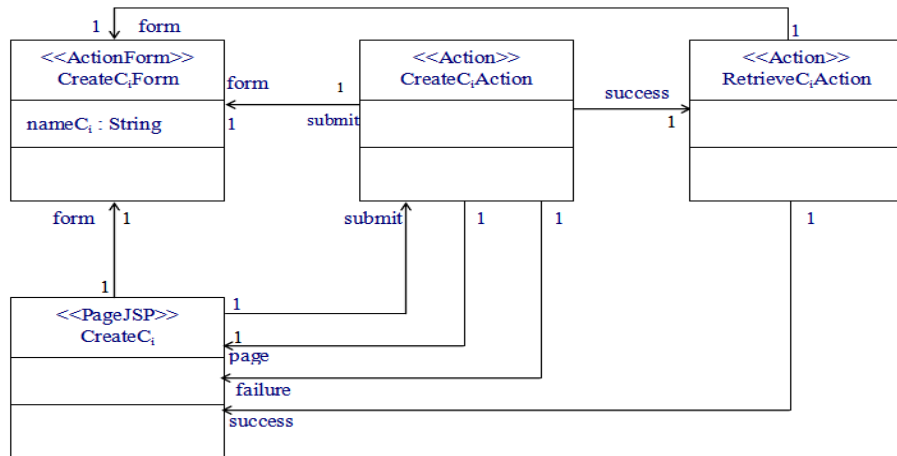 1 form
1
<<ActionForm>>
CreateCᵢForm
nameCᵢ : String
form
1
1
submit
<<Action>>
CreateCᵢAction
success
1
<<Action>>
RetrieveCᵢAction
form
1
submit
1
1
1
1
1
<<PageJSP>>
CreateCᵢ
1
page
failure
success